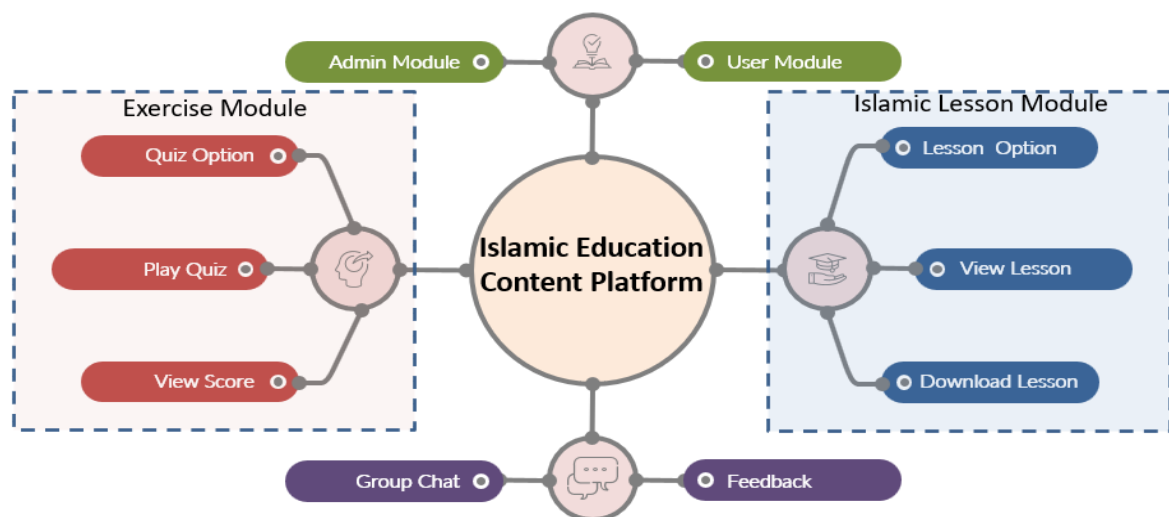 Admin Module
User Module
Exercise Module
Islamic Lesson Module
Quiz Option
Lesson Option
Islamic Education
Content Platform
Play Quiz
View Lesson
View Score
Download Lesson
Group Chat
Feedback